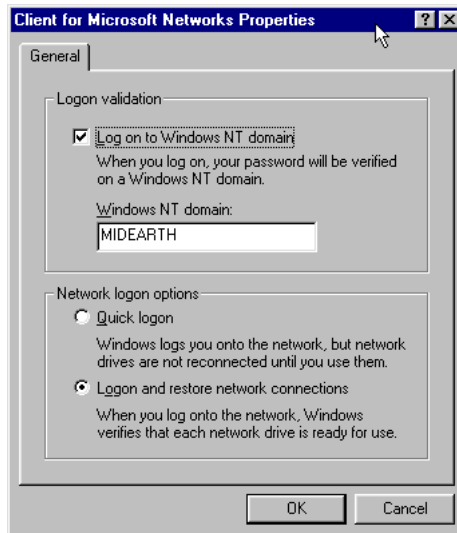 Client for Microsoft Networks Properties
General
Logon validation
Log on to Windows NT domain
When you log on, your password will be verified
on a Windows NT domain.
Windows NT domain:
MIDEARTH
Network logon options
Quick logon
Windows logs you onto the network, but network
drives are not reconnected until you use them.
Logon and restore network connections
When you log onto the network, Windows
verifies that each network drive is ready for use.
OK Cancel